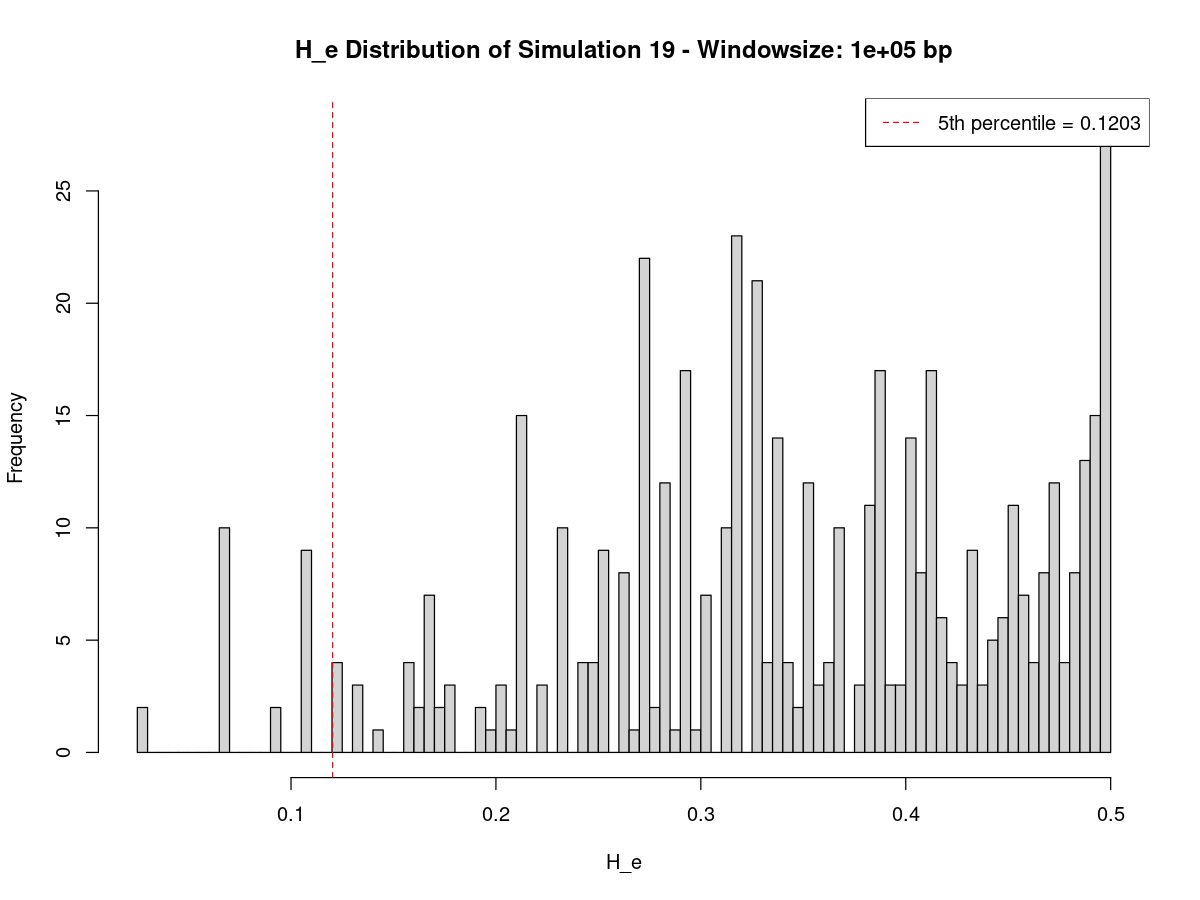 H_e Distribution of Simulation 19 - Windowsize: 1e+05 bp
5th percentile = 0.1203
Frequency
25
20
15
10
5
0
0.1 0.2 0.3 0.4 0.5
H_e